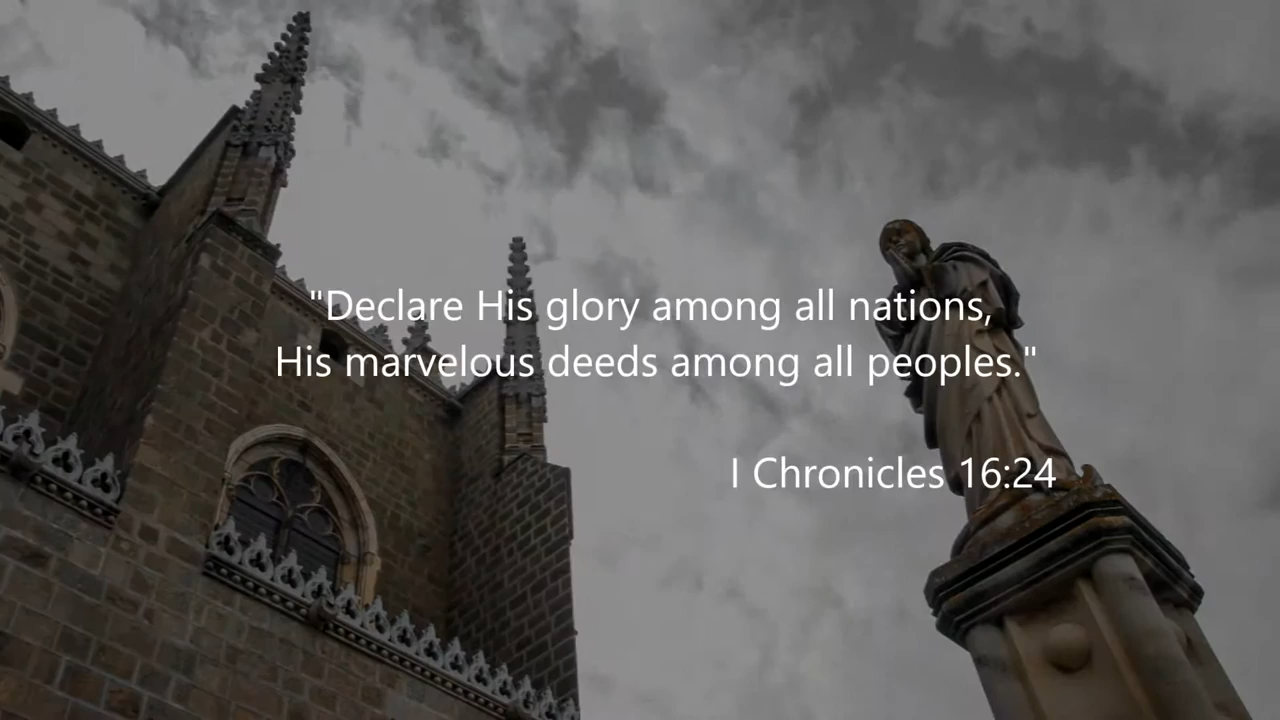 "Declare His glory among all nations,
His marvelous deeds among all peoples."
I Chronicles 16:24